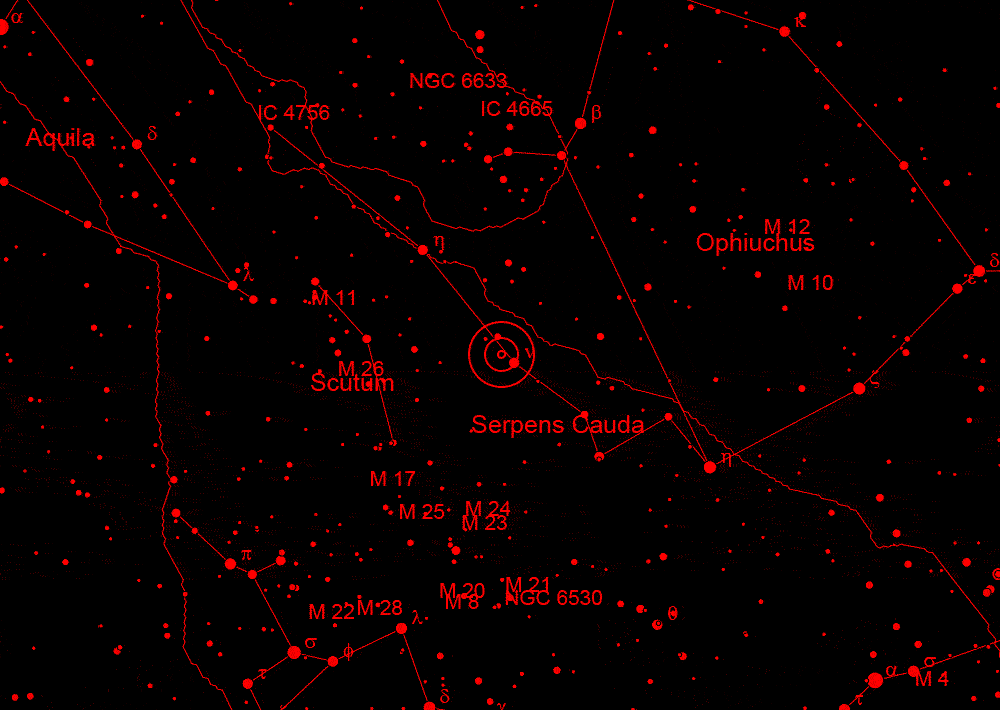 α
κ
NGC 6633
IC 4756
IC 4665
β
Aquila
δ
M 12
η
Ophiuchus
δ
λ
ε
M 10
M 11
ν
M 26
Scutum
ζ
Serpens Cauda
η
M 17
M 25
M 24
M 23
π
M 20
M 21
M 8
NGC 6530
M 22
M 28
θ
λ
σ
φ
σ
α
τ
M 4
δ
γ
τ